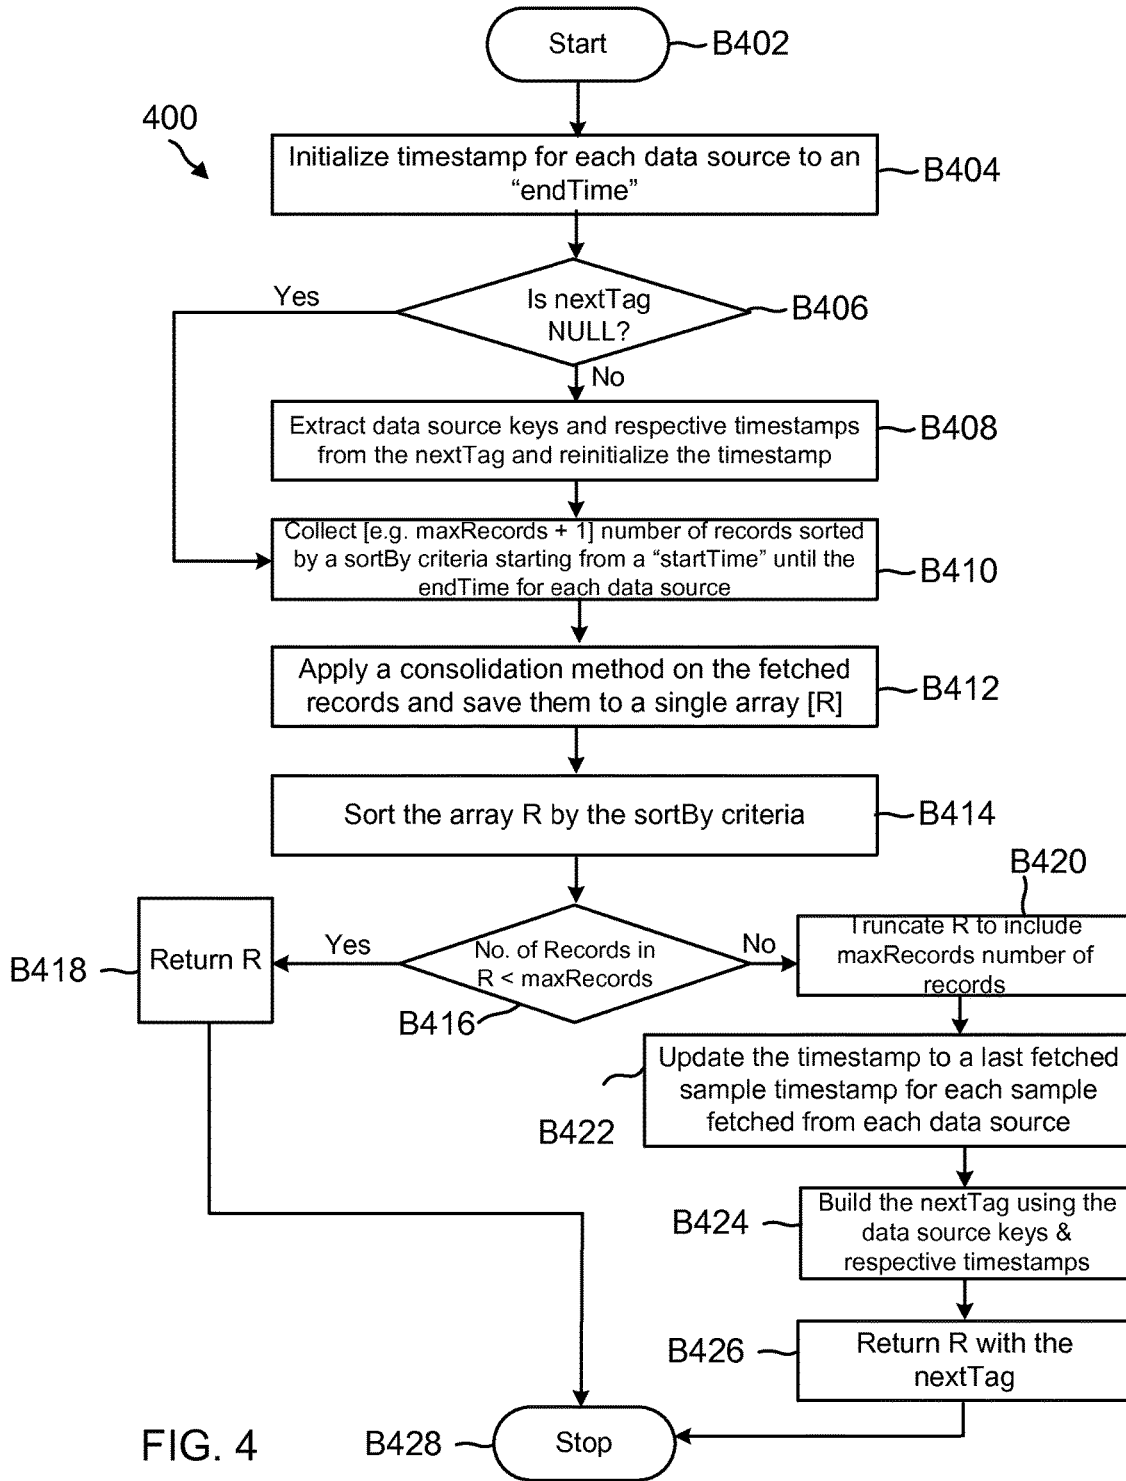 Start
B402
400
Initialize timestamp for each data source to an
“endTime”
B404
Yes
Is nextTag
NULL?
B406
No
Extract data source keys and respective timestamps
from the nextTag and reinitialize the timestamp
B408
Collect [e.g. maxRecords + 1] number of records sorted
by a sortBy criteria starting from a “startTime” until the
endTime for each data source
B410
Apply a consolidation method on the fetched
records and save them to a single array [R]
B412
Sort the array R by the sortBy criteria
B414
B420
Return R
B418
Yes
No. of Records in
R < maxRecords
B416
No
Truncate R to include
maxRecords number of
records
Update the timestamp to a last fetched
sample timestamp for each sample
fetched from each data source
B422
Build the nextTag using the
data source keys &
respective timestamps
B424
Return R with the
nextTag
B426
Stop
B428
FIG. 4